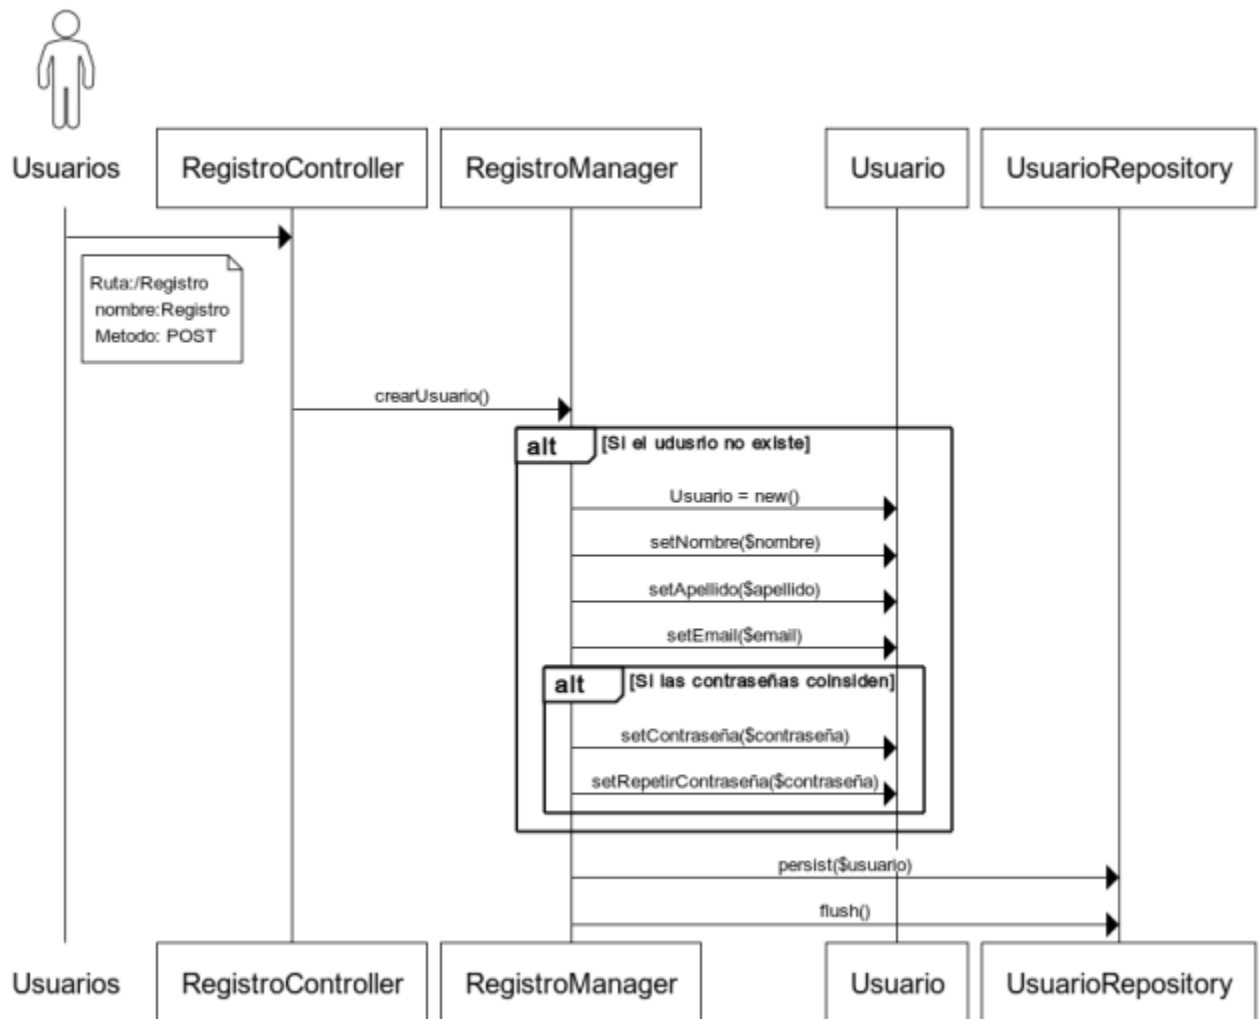 Usuarios
RegistroController
RegistroManager
Usuario
UsuarioRepository
Ruta:/Registro
nombre:Registro
Metodo: POST
crearUsuario()
alt
[Si el udusrio no existe]
Usuario = new()
setNombre($nombre)
setApellido($apellido)
setEmail($email)
alt
[Si las contraseñas coinsiden]
setContraseña($contraseña)
setRepetirContraseña($contraseña)
persist($usuario)
flush()
Usuarios
RegistroController
RegistroManager
Usuario
UsuarioRepository